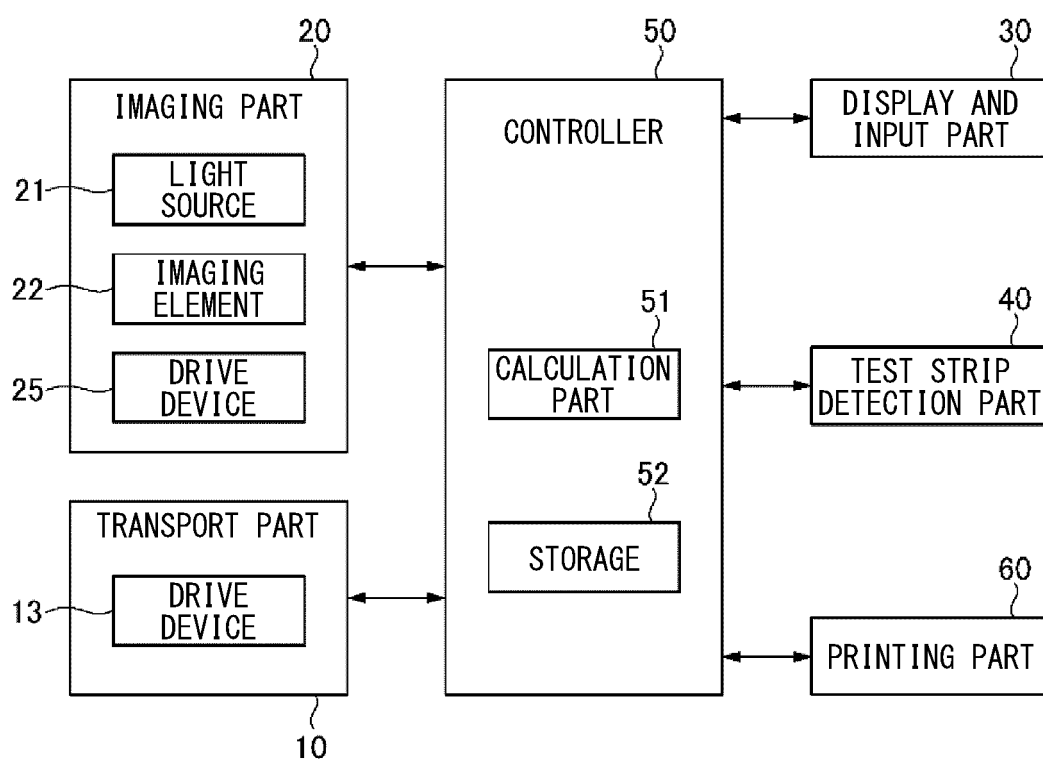 20
IMAGING PART
21
LIGHT
SOURCE
22
IMAGING
ELEMENT
25
DRIVE
DEVICE
TRANSPORT PART
13
DRIVE
DEVICE
10
50
CONTROLLER
51
CALCULATION
PART
52
STORAGE
30
DISPLAY AND
INPUT PART
40
TEST STRIP
DETECTION PART
60
PRINTING PART